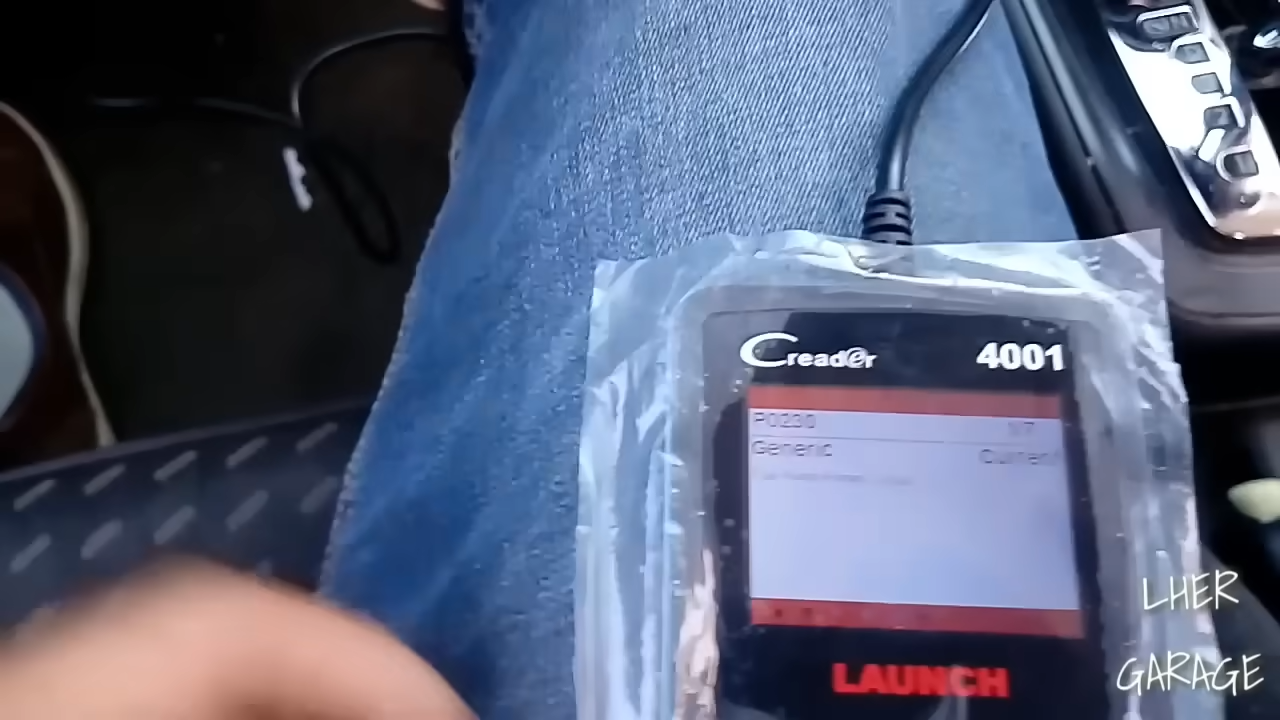 Creader 4001
P0230 1/7
Generic Current
LAUNCH
LHER
GARAGE